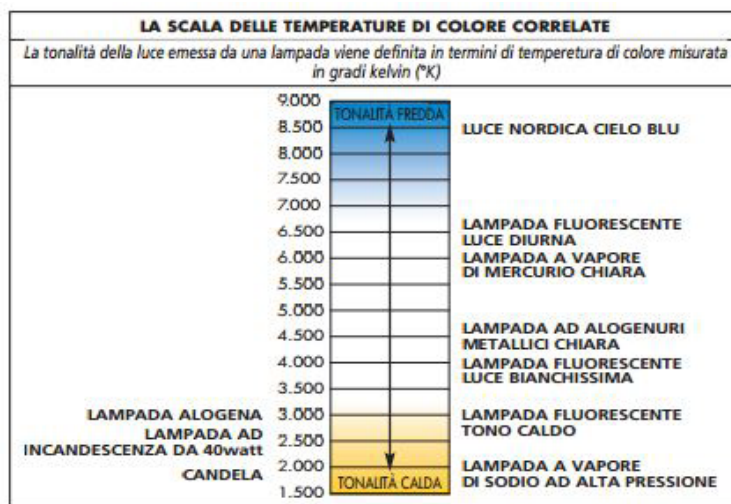 LA SCALA DELLE TEMPERATURE DI COLORE CORRELATE
La tonalità della luce emessa da una lampada viene definita in termini di temperetura di colore misurata
in gradi kelvin (°K)
9.000
TONALITÀ FREDDA
8.500
LUCE NORDICA CIELO BLU
8.000
7.500
7.000
6.500
LAMPADA FLUORESCENTE
LUCE DIURNA
6.000
LAMPADA A VAPORE
DI MERCURIO CHIARA
5.000
4.500
LAMPADA AD ALOGENURI
METALLICI CHIARA
4.000
LAMPADA FLUORESCENTE
LUCE BIANCHISSIMA
3.500
LAMPADA ALOGENA
3.000
LAMPADA FLUORESCENTE
TONO CALDO
LAMPADA AD
INCANDESCENZA DA 40watt
2.500
CANDELA
2.000
LAMPADA A VAPORE
DI SODIO AD ALTA PRESSIONE
TONALITÀ CALDA
1.500